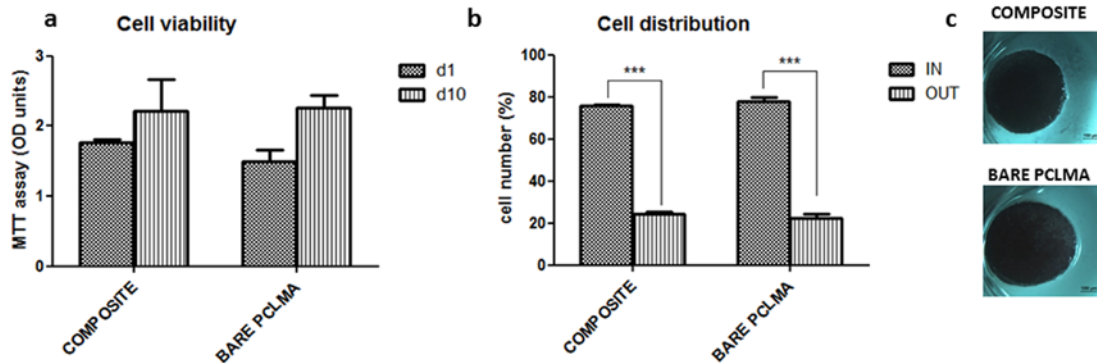 a
Cell viability
MTT assay (OD units)
3
2
1
0
COMPOSITE
BARE PCLMA
d1
d10
b
Cell distribution
cell number (%)
100
80
60
40
20
0
***
***
COMPOSITE
BARE PCLMA
IN
OUT
c
COMPOSITE
BARE PCLMA